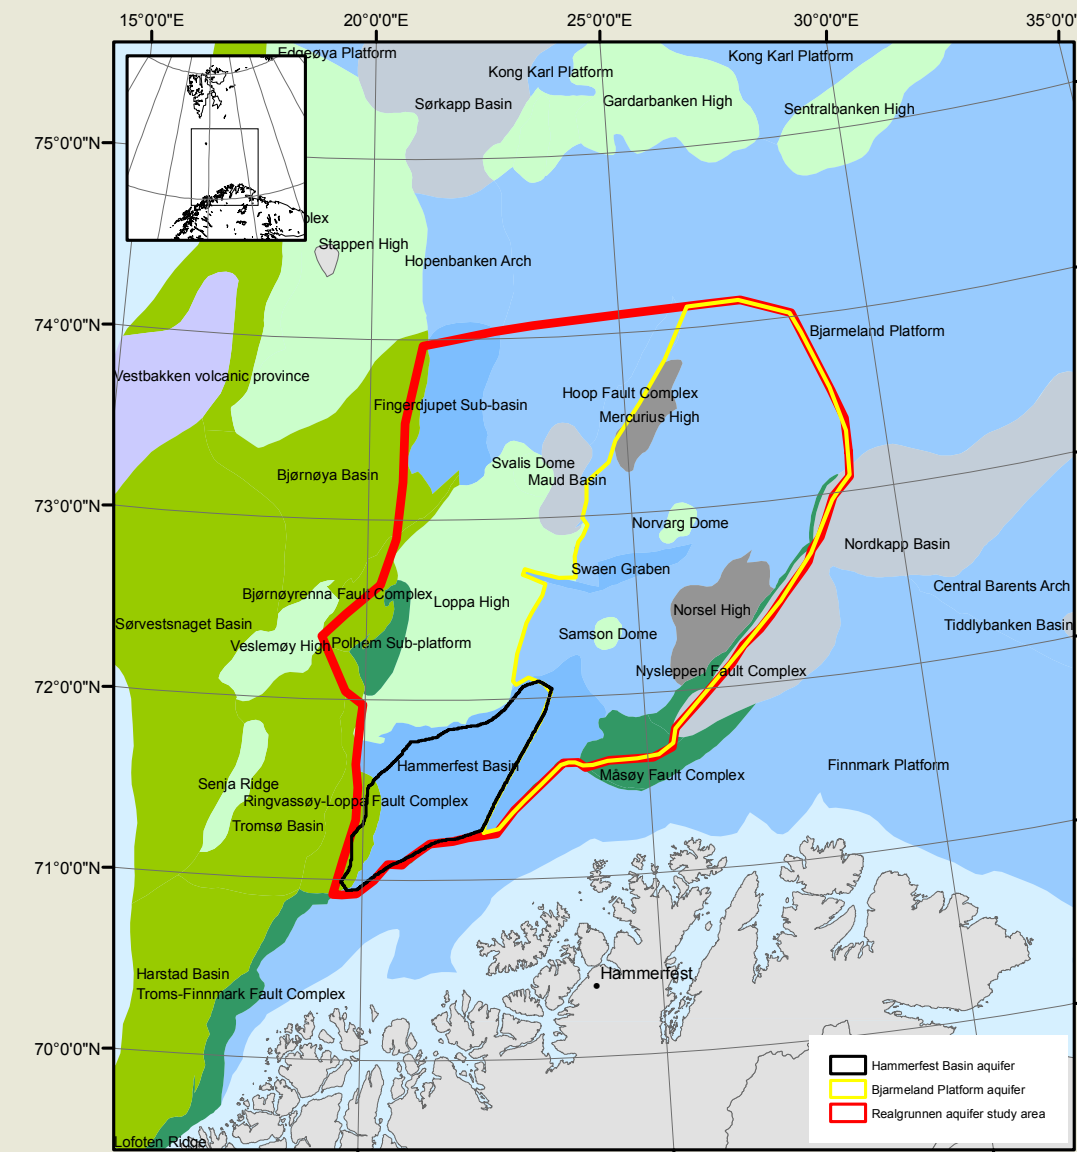 15°0'0"E
20°0'0"E
25°0'0"E
30°0'0"E
35°0'0"
Edgeøya Platform
Kong Karl Platform
Kong Karl Platform
Sørkapp Basin
Gardarbanken High
Sentralbanken High
75°0'0"N
plex
Stappen High
Hopenbanken Arch
74°0'0"N
Bjarmeland Platform
Vestbakken volcanic province
Hoop Fault Complex
Fingerdjupet Sub-basin
Mercurius High
Svalis Dome
Bjørnøya Basin
Maud Basin
73°0'0"N
Norvarg Dome
Nordkapp Basin
Swaen Graben
Central Barents Arch
Bjørnøyrenna Fault Complex
Loppa High
Norsel High
Sørvestsnaget Basin
Tiddlybanken Basin
Samson Dome
Veslemøy High
Polhem Sub-platform
Nysleppen Fault Complex
72°0'0"N
Hammerfest Basin
Finnmark Platform
Måsøy Fault Complex
Senja Ridge
Ringvassøy-Loppa Fault Complex
Tromsø Basin
71°0'0"N
Harstad Basin
Hammerfest
Troms-Finnmark Fault Complex
70°0'0"N
Hammerfest Basin aquifer
Bjarmeland Platform aquifer
Realgrunnen aquifer study area
Lofoten Ridge